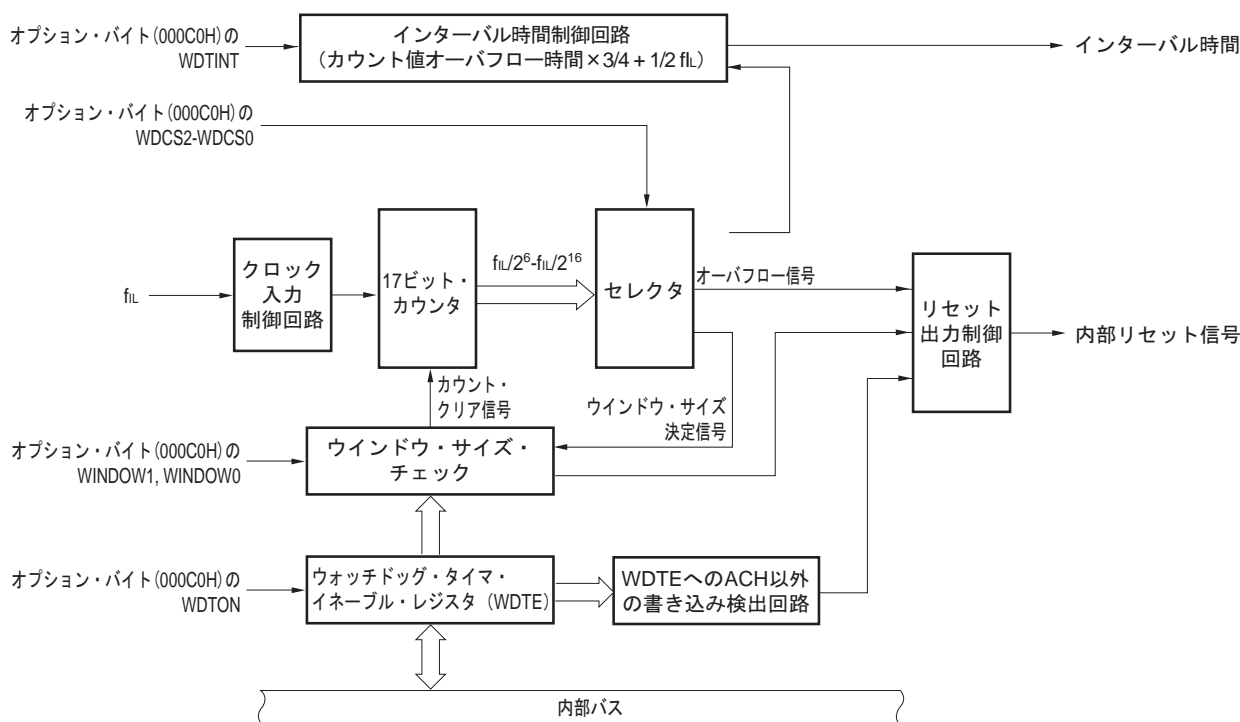 オプション・バイト(000C0H)の
WDTINT
インターバル時間制御回路
(カウント値オーバフロー時間×3/4+1/2 fIL)
インターバル時間
オプション・バイト(000C0H)の
WDCS2-WDCS0
fIL
クロック
入力
制御回路
17ビット・
カウンタ
fIL/2⁶-fIL/2¹⁶
セレクタ
オーバフロー信号
リセット
出力制御
回路
内部リセット信号
カウント・
クリア信号
ウインドウ・サイズ
決定信号
オプション・バイト(000C0H)の
WINDOW1, WINDOW0
ウインドウ・サイズ・
チェック
オプション・バイト(000C0H)の
WDTON
ウォッチドッグ・タイマ・
イネーブル・レジスタ (WDTE)
WDTEへのACH以外
の書き込み検出回路
内部バス